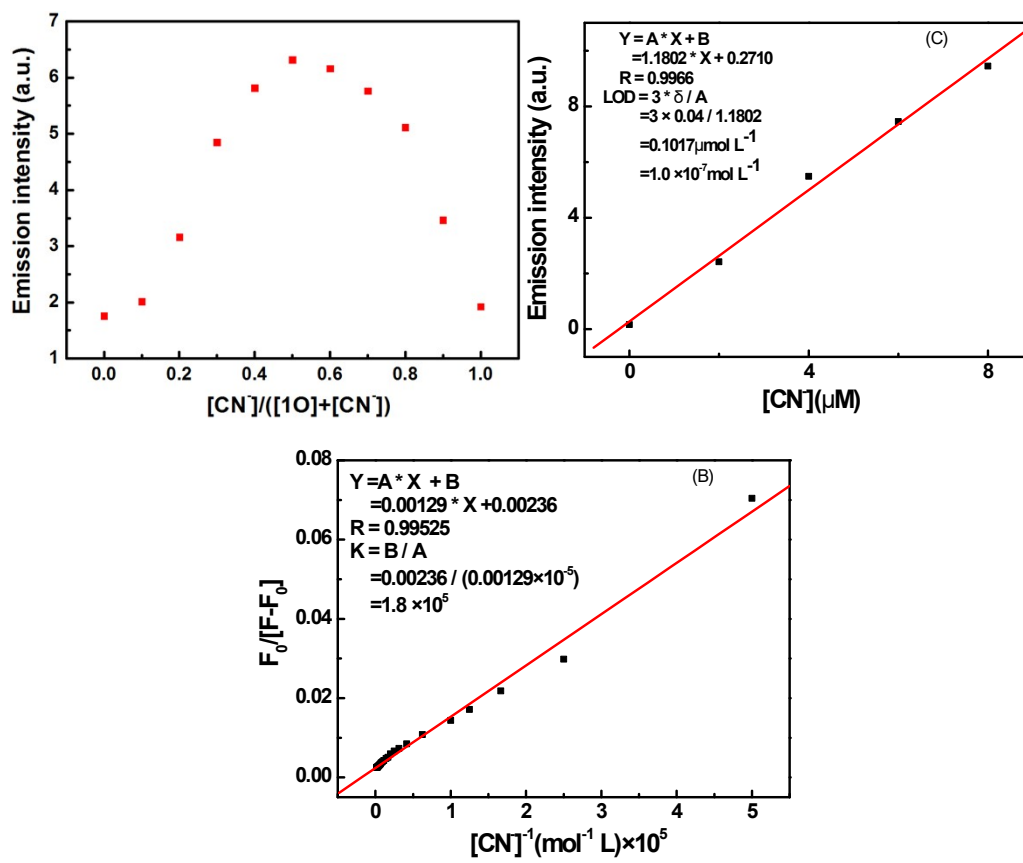 Emission intensity (a.u.)
7
6
5
4
3
2
1
0.0 0.2 0.4 0.6 0.8 1.0
[CN⁻]/([1O]+[CN⁻])
(C)
Y = A * X + B
=1.1802 * X + 0.2710
R = 0.9966
LOD = 3 * δ / A
=3 × 0.04 / 1.1802
=0.1017μmol L⁻¹
=1.0 ×10⁻⁷mol L⁻¹
Emission intensity (a.u.)
8
4
0
0 4 8
[CN⁻](μM)
(B)
Y =A* X + B
=0.00129 * X +0.00236
R = 0.99525
K = B / A
=0.00236 / (0.00129×10⁻⁵)
=1.8 ×10⁵
F₀/[F-F₀]
0.08
0.06
0.04
0.02
0.00
0 1 2 3 4 5
[CN]⁻¹(mol⁻¹ L)×10⁵